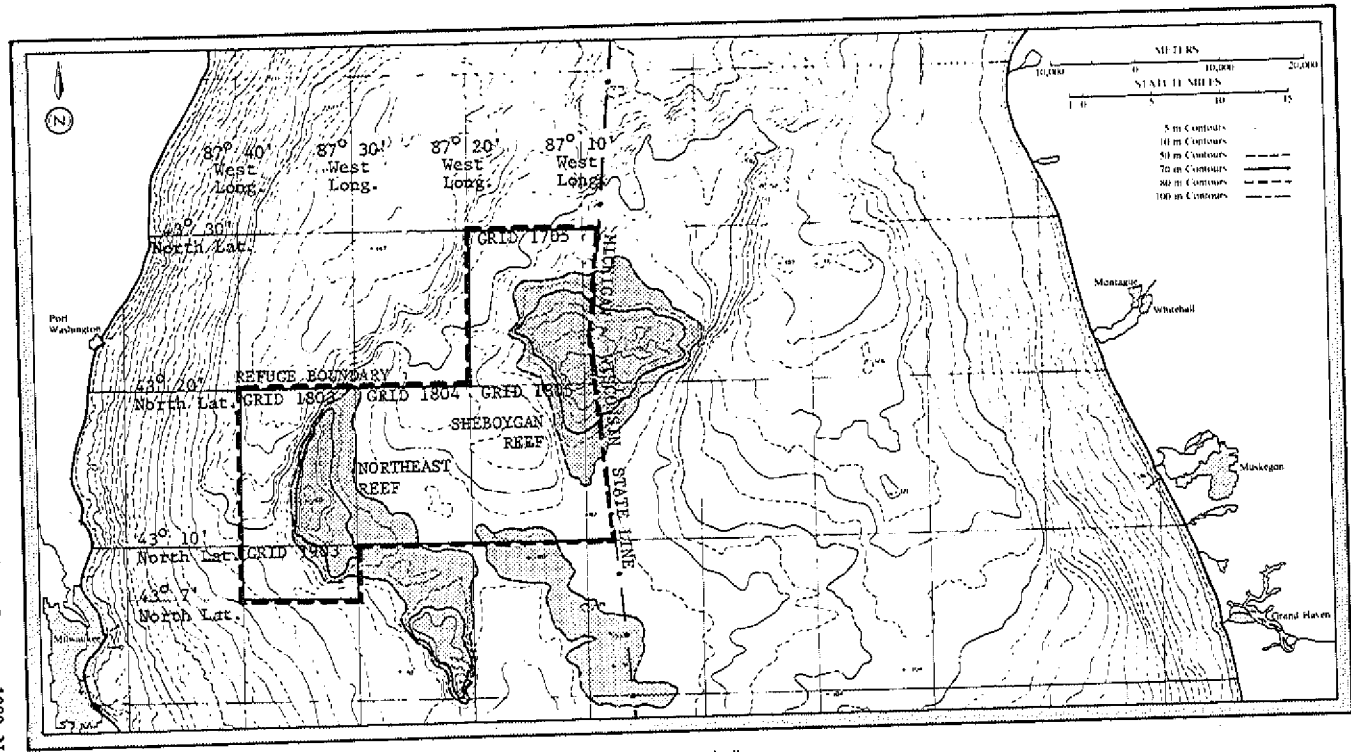 METERS
10,000 0 10,000 20,000
STATUTE MILES
1 0 5 10 15
5 m Contours
10 m Contours
50 m Contours
70 m Contours
80 m Contours
100 m Contours
N
87° 40'
West
Long.
87° 30'
West
Long.
87° 20'
West
Long.
87° 10'
West
Long.
43° 30'
North Lat.
GRID 1705
MICHIGAN
WISCONSIN
STATE LINE
Port
Washington
Montague
Whitehall
43° 20'
North Lat.
REFUGE BOUNDARY
GRID 1803
GRID 1804
GRID 1805
SHEBOYGAN
REEF
NORTHEAST
REEF
Muskegon
43° 10'
North Lat.
GRID 1903
43° 7'
North Lat.
Milwaukee
Grand Haven